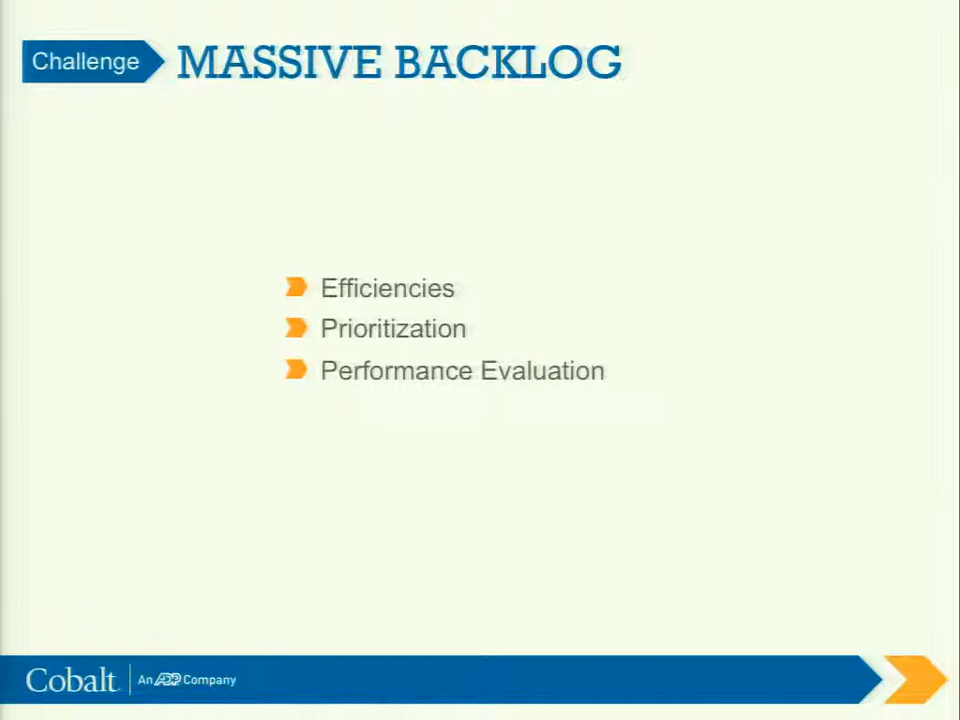 Challenge
MASSIVE BACKLOG
Efficiencies
Prioritization
Performance Evaluation
Cobalt
An ADP Company